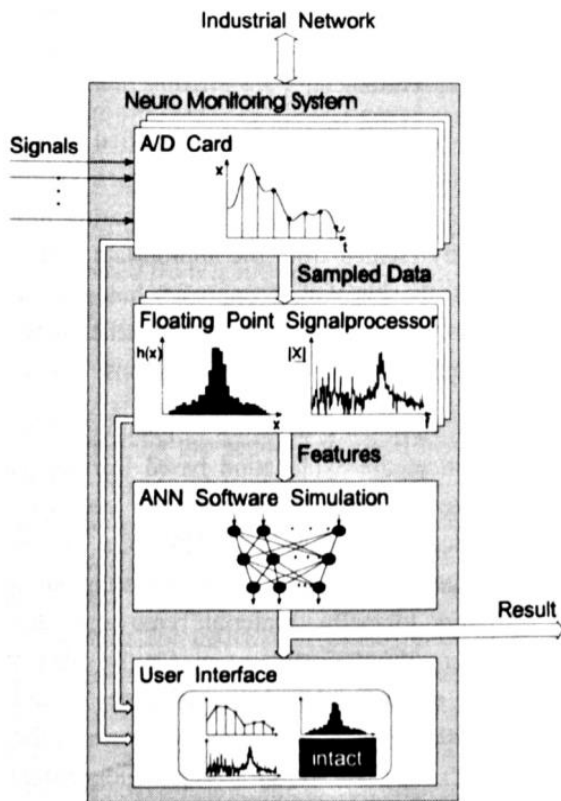 Industrial Network
Neuro Monitoring System
Signals
A/D Card
x
t
Sampled Data
Floating Point Signalprocessor
h(x)
x
|X|
f
Features
ANN Software Simulation
Result
User Interface
intact